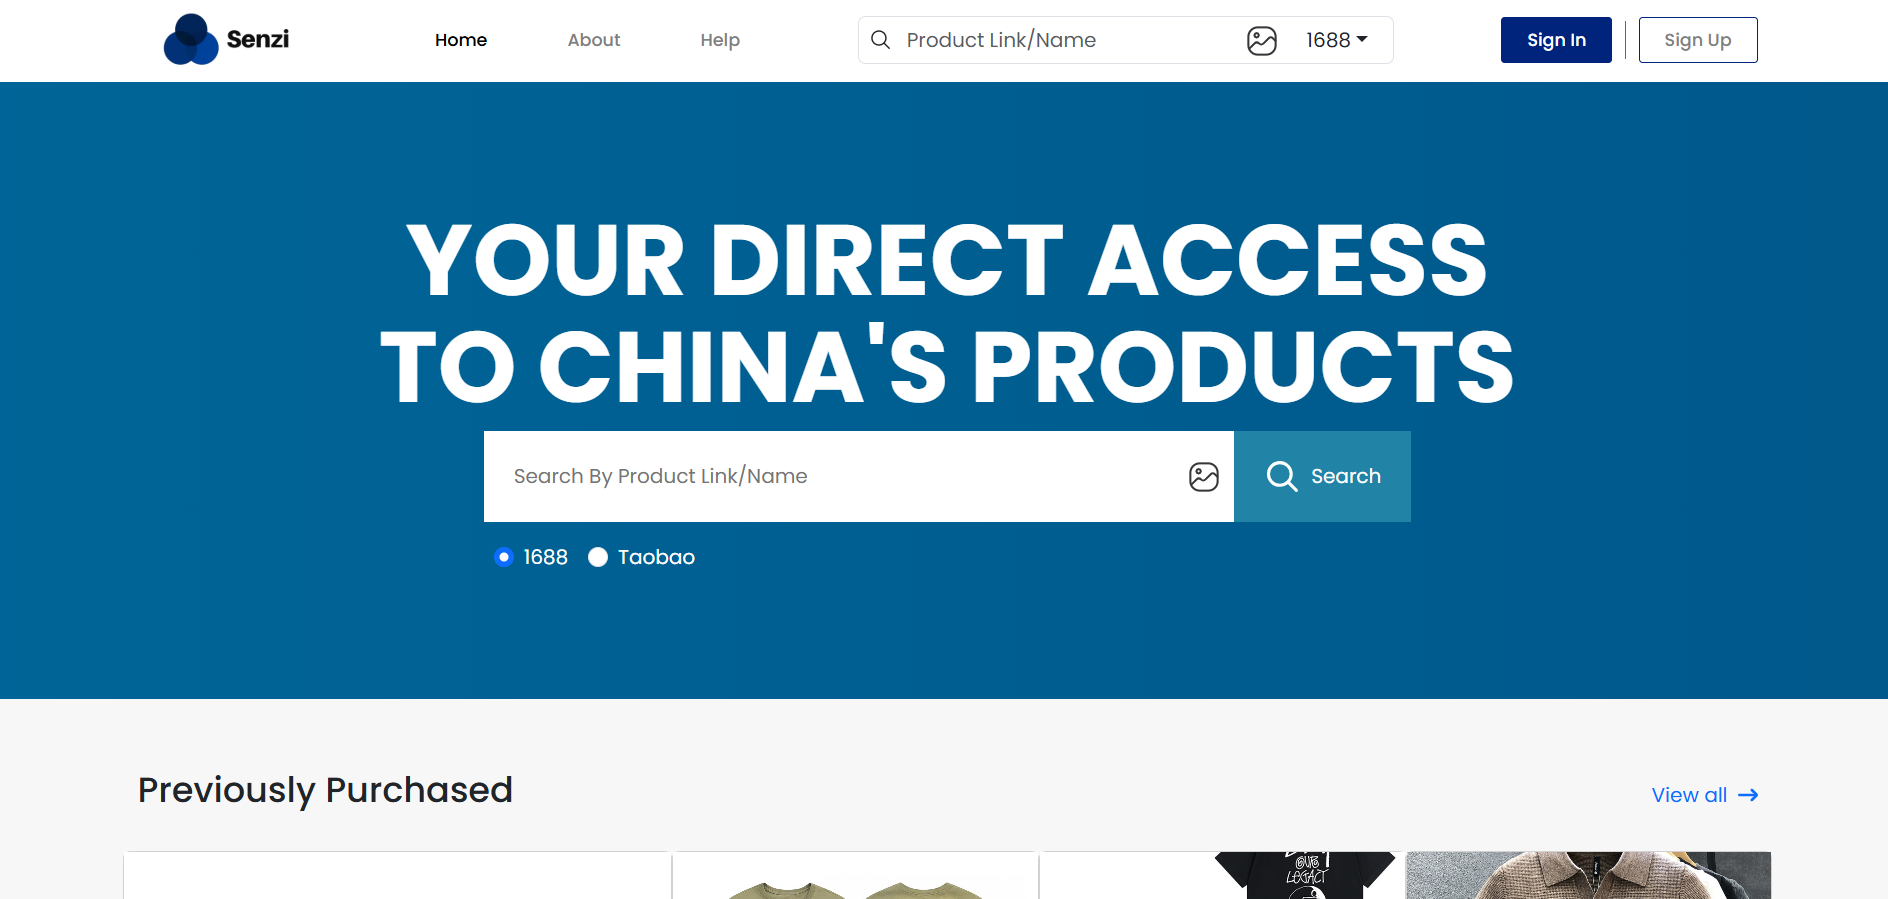 Senzi
Home
About
Help
Product Link/Name
1688
Sign In
Sign Up
YOUR DIRECT ACCESS
TO CHINA'S PRODUCTS
Search By Product Link/Name
Search
1688
Taobao
Previously Purchased
View all
OUR
LEGACY